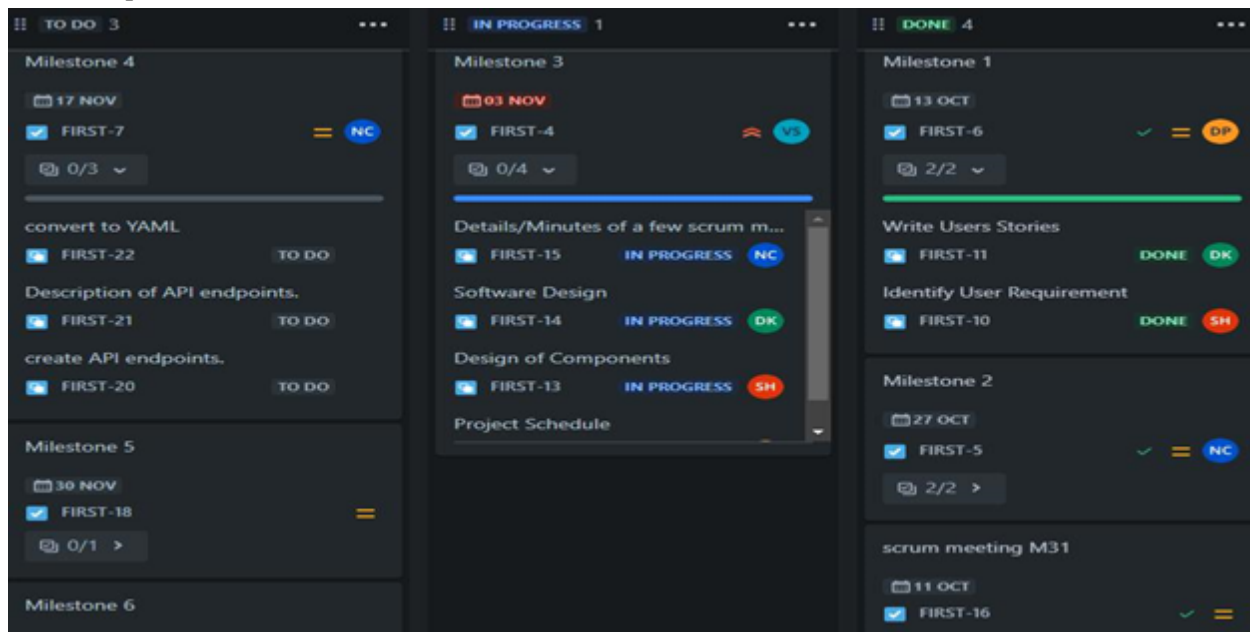 TO DO 3
Milestone 4
17 NOV
FIRST-7
NC
0/3
convert to YAML
FIRST-22 TO DO
Description of API endpoints.
FIRST-21 TO DO
create API endpoints.
FIRST-20 TO DO
Milestone 5
30 NOV
FIRST-18
0/1
Milestone 6
IN PROGRESS 1
Milestone 3
03 NOV
FIRST-4
VS
0/4
Details/Minutes of a few scrum m...
FIRST-15 IN PROGRESS NC
Software Design
FIRST-14 IN PROGRESS DK
Design of Components
FIRST-13 IN PROGRESS SH
Project Schedule
DONE 4
Milestone 1
13 OCT
FIRST-6
DP
2/2
Write Users Stories
FIRST-11 DONE DK
Identify User Requirement
FIRST-10 DONE SH
Milestone 2
27 OCT
FIRST-5
NC
2/2
scrum meeting M31
11 OCT
FIRST-16